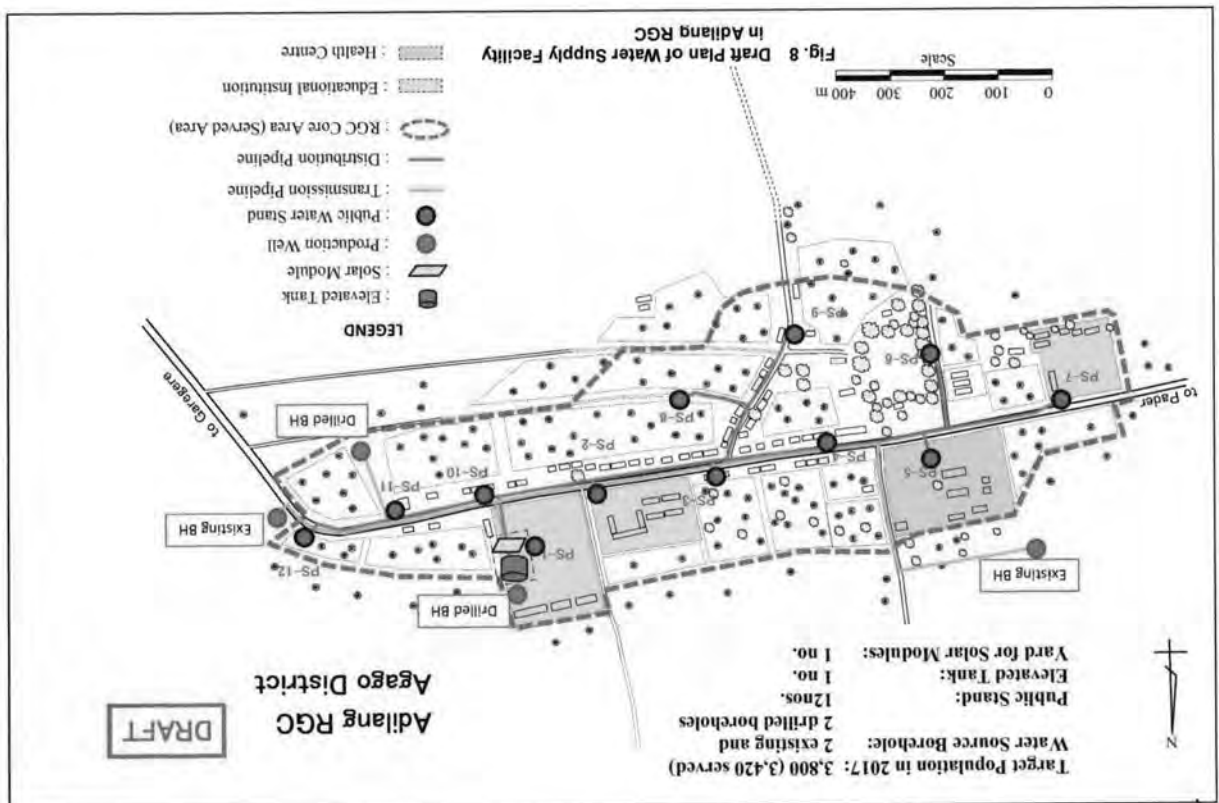 N
Target Population in 2017: 3,800 (3,420 served)
Water Source Borehole: 2 existing and
2 drilled boreholes
Public Stand: 12nos.
Elevated Tank: 1 no.
Yard for Solar Modules: 1 no.
DRAFT
Adilang RGC
Agago District
Drilled BH
Existing BH
PS-12
PS-1
Existing BH
PS-3
PS-11
PS-10
PS-5
PS-4
PS-2
Drilled BH
PS-8
to Pader
PS-7
PS-6
to Garegere
PS-9
LEGEND
: Elevated Tank
: Solar Module
: Production Well
: Public Water Stand
: Transmission Pipeline
: Distribution Pipeline
: RGC Core Area (Served Area)
: Educational Institution
: Health Centre
0 100 200 300 400 m
Scale
Fig. 8 Draft Plan of Water Supply Facility
in Adilang RGC